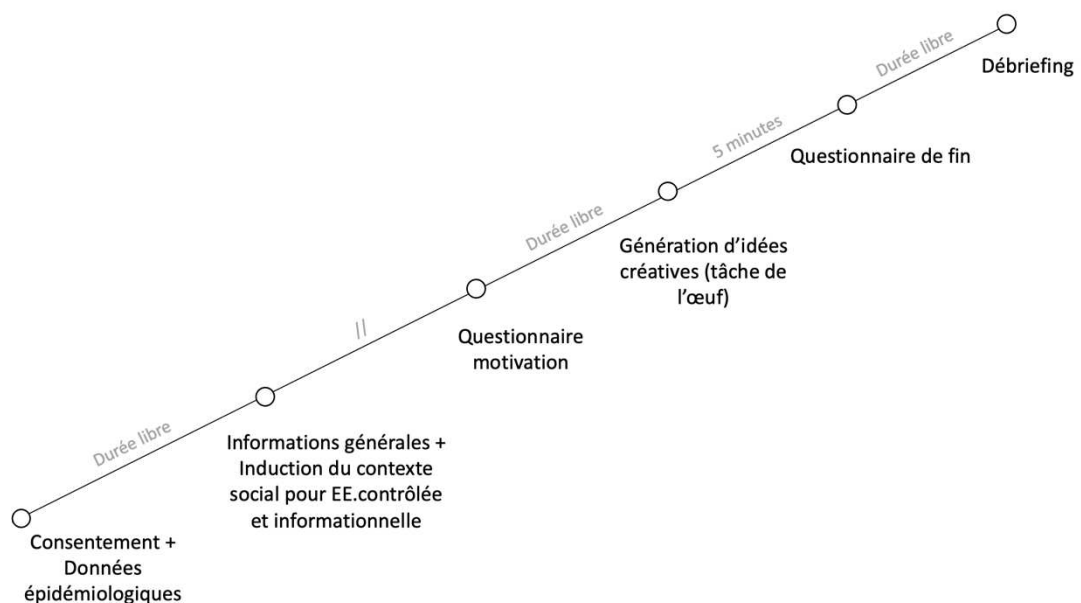 Durée libre
Débriefing
5 minutes
Questionnaire de fin
Durée libre
Génération d’idées
créatives (tâche de
l’œuf)
//
Questionnaire
motivation
Durée libre
Informations générales +
Induction du contexte
social pour EE.contrôlée
et informationnelle
Consentement +
Données
épidémiologiques